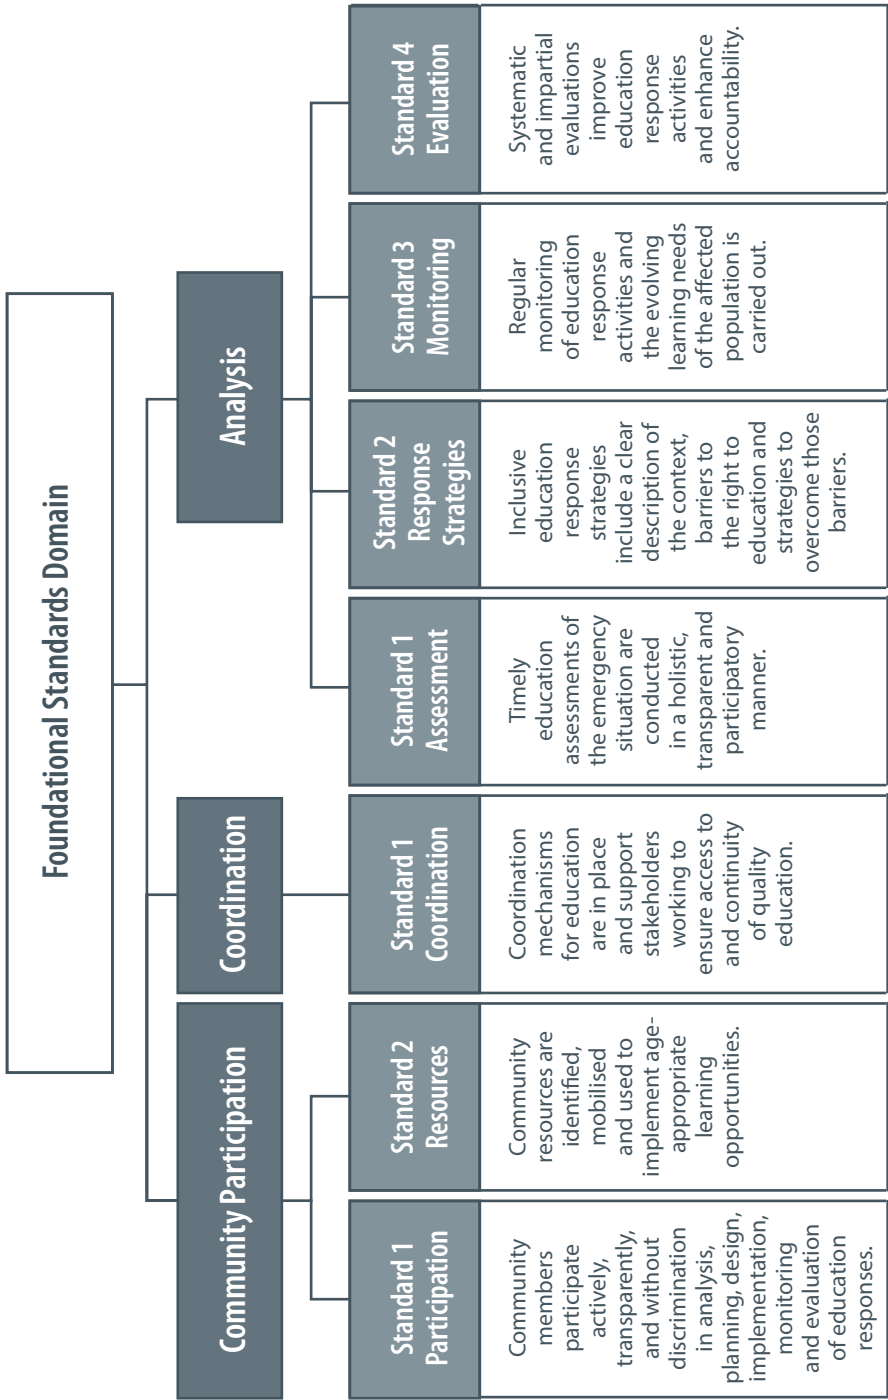 Foundational Standards Domain
Community Participation
Coordination
Analysis
Standard 1
Participation
Community
members
participate
actively,
transparently,
and without
discrimination
in analysis,
planning, design,
implementation,
monitoring
and evaluation
of education
responses.
Standard 2
Resources
Community
resources are
identified,
mobilised
and used to
implement age-
appropriate
learning
opportunities.
Standard 1
Coordination
Coordination
mechanisms
for education
are in place
and support
stakeholders
working to
ensure access to
and continuity
of quality
education.
Standard 1
Assessment
Timely
education
assessments of
the emergency
situation are
conducted
in a holistic,
transparent and
participatory
manner.
Standard 2
Response
Strategies
Inclusive
education
response
strategies
include a clear
description of
the context,
barriers to
the right to
education and
strategies to
overcome those
barriers.
Standard 3
Monitoring
Regular
monitoring
of education
response
activities and
the evolving
learning needs
of the affected
population is
carried out.
Standard 4
Evaluation
Systematic
and impartial
evaluations
improve
education
response
activities
and enhance
accountability.